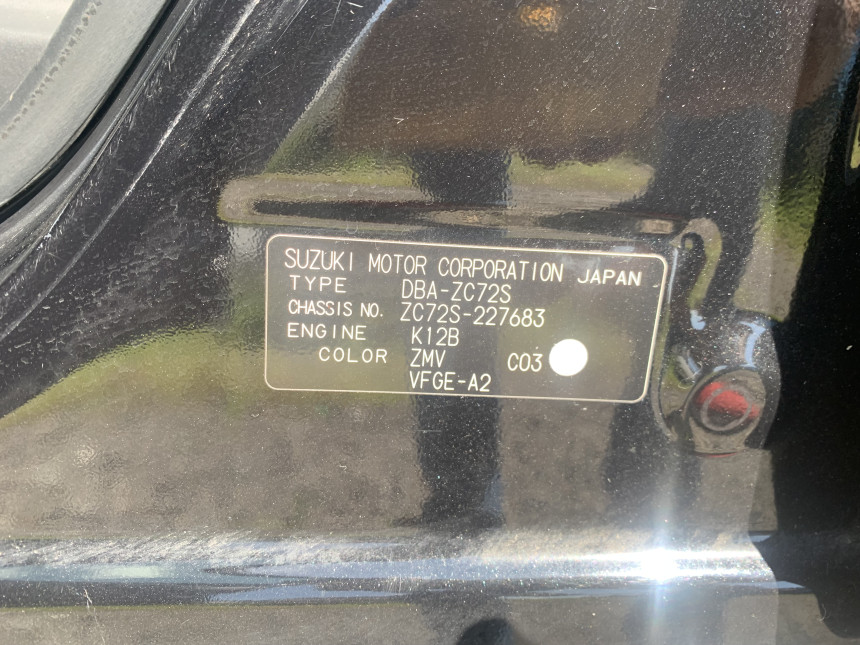 SUZUKI MOTOR CORPORATION JAPAN
TYPE DBA-ZC72S
CHASSIS NO. ZC72S-227683
ENGINE K12B
COLOR ZMV C03
VFGE-A2